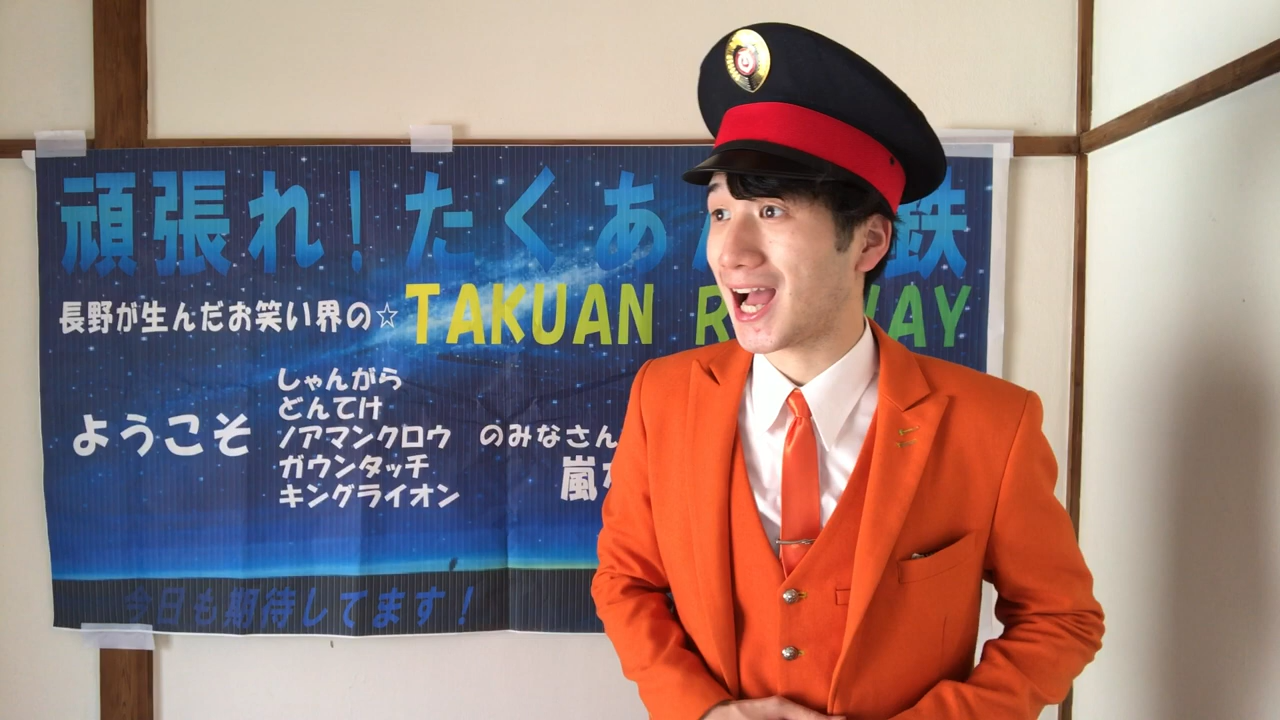 頑張れ！たくあ 鉄
長野が生んだお笑い界の☆TAKUAN R WAY
しゃんがら
どんてけ
ようこそ ノアマンクロウ のみなさん
ガウンタッチ
嵐
キングライオン
今日も期待してます！